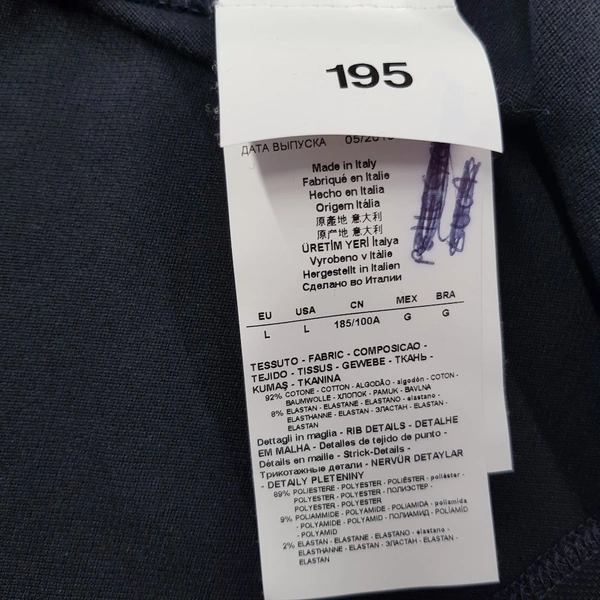 195
ДАТА ВЫПУСКА 05/2015
Made in Italy
Fabriqué en Italie
Hecho en Italia
Origem Itália
原產地 意大利
原产地 意大利
ÜRETİM YERİ İtalya
Vyrobeno v Itálie
Hergestellt in Italien
Сделано во Италии
EU USA CN MEX BRA
L L 185/100A G G
TESSUTO - FABRIC - COMPOSICAO -
TEJIDO - TISSUS - GEWEBE - ТКАНЬ -
KUMAŞ - TKANINA
92% COTONE - COTTON - ALGODÃO - algodón - COTON -
BAUMWOLLE - ХЛОПОК - PAMUK - BAVLNA
8% ELASTAN - ELASTANE - ELASTANO - elastano -
ELASTHANNE - ELASTHAN - ЭЛАСТАН - ELASTAN -
ELASTAN
Dettagli in maglia - RIB DETAILS - DETALHE
EM MALHA - Detalles de tejido de punto -
Détails en maille - Strick-Details -
Трикотажные детали - NERVÜR DETAYLAR
- DETAILY PLETENINY
89% POLIESTERE - POLYESTER - POLIÉSTER - poliéster -
POLYESTER - POLYESTER - ПОЛИЭСТЕР -
POLYESTER - POLYESTER
9% POLIAMMIDE - POLYAMIDE - POLIAMIDA - poliamida
- POLYAMIDE - POLYAMID - ПОЛИАМИД - POLİAMİD
- POLYAMID
2% ELASTAN - ELASTANE - ELASTANO - elastano -
ELASTHANNE - ELASTHAN - ЭЛАСТАН - ELASTAN -
ELASTAN